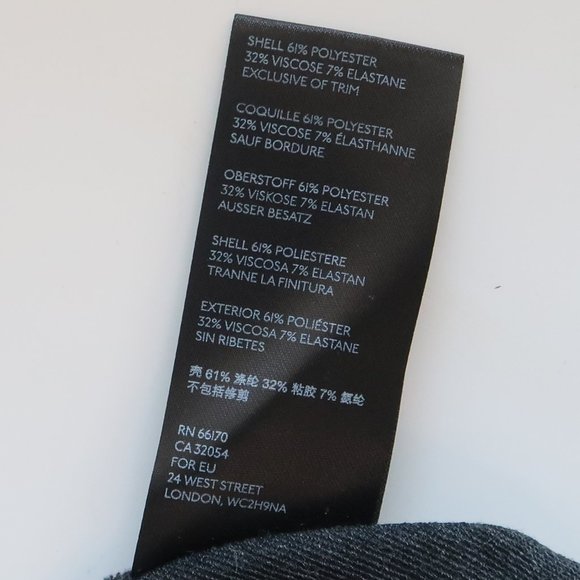 SHELL 61% POLYESTER
32% VISCOSE 7% ELASTANE
EXCLUSIVE OF TRIM
COQUILLE 61% POLYESTER
32% VISCOSE 7% ÉLASTHANNE
SAUF BORDURE
OBERSTOFF 61% POLYESTER
32% VISKOSE 7% ELASTAN
AUSSER BESATZ
SHELL 61% POLIESTERE
32% VISCOSA 7% ELASTAN
TRANNE LA FINITURA
EXTERIOR 61% POLIÉSTER
32% VISCOSA 7% ELASTANE
SIN RIBETES
壳 61% 涤纶 32% 粘胶 7% 氨纶
不包括修剪
RN 66170
CA 32054
FOR EU
24 WEST STREET
LONDON, WC2H9NA